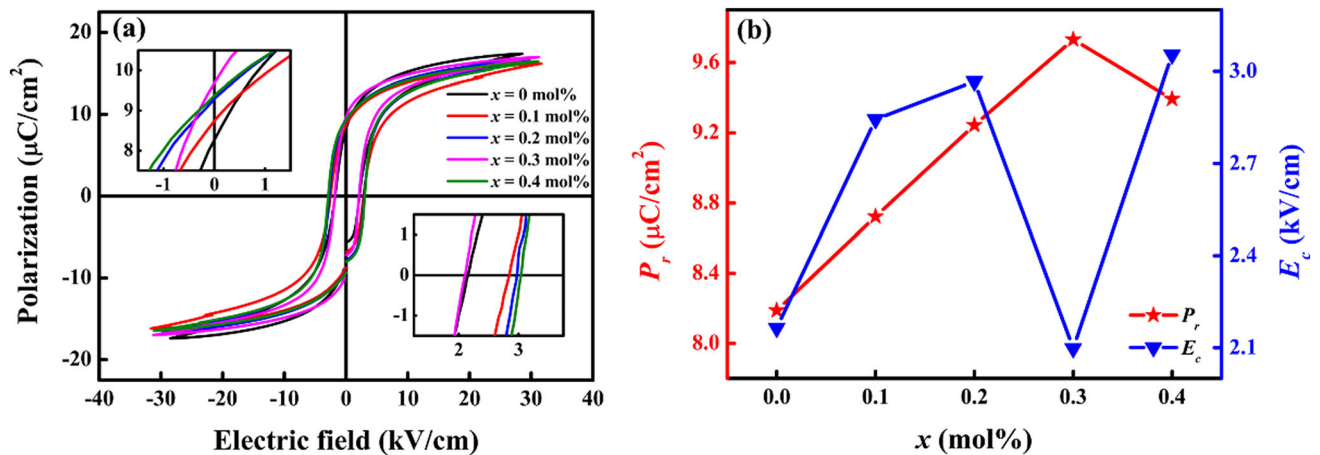 (a)
Polarization (μC/cm²)
20
10
0
-10
-20
-40 -30 -20 -10 0 10 20 30 40
Electric field (kV/cm)
10
9
8
-1 0 1
x = 0 mol%
x = 0.1 mol%
x = 0.2 mol%
x = 0.3 mol%
x = 0.4 mol%
1
0
-1
2 3
(b)
Pr (μC/cm²)
9.6
9.2
8.8
8.4
8.0
0.0 0.1 0.2 0.3 0.4
x (mol%)
Pr
Ec
3.0
2.7
2.4
2.1
Ec (kV/cm)